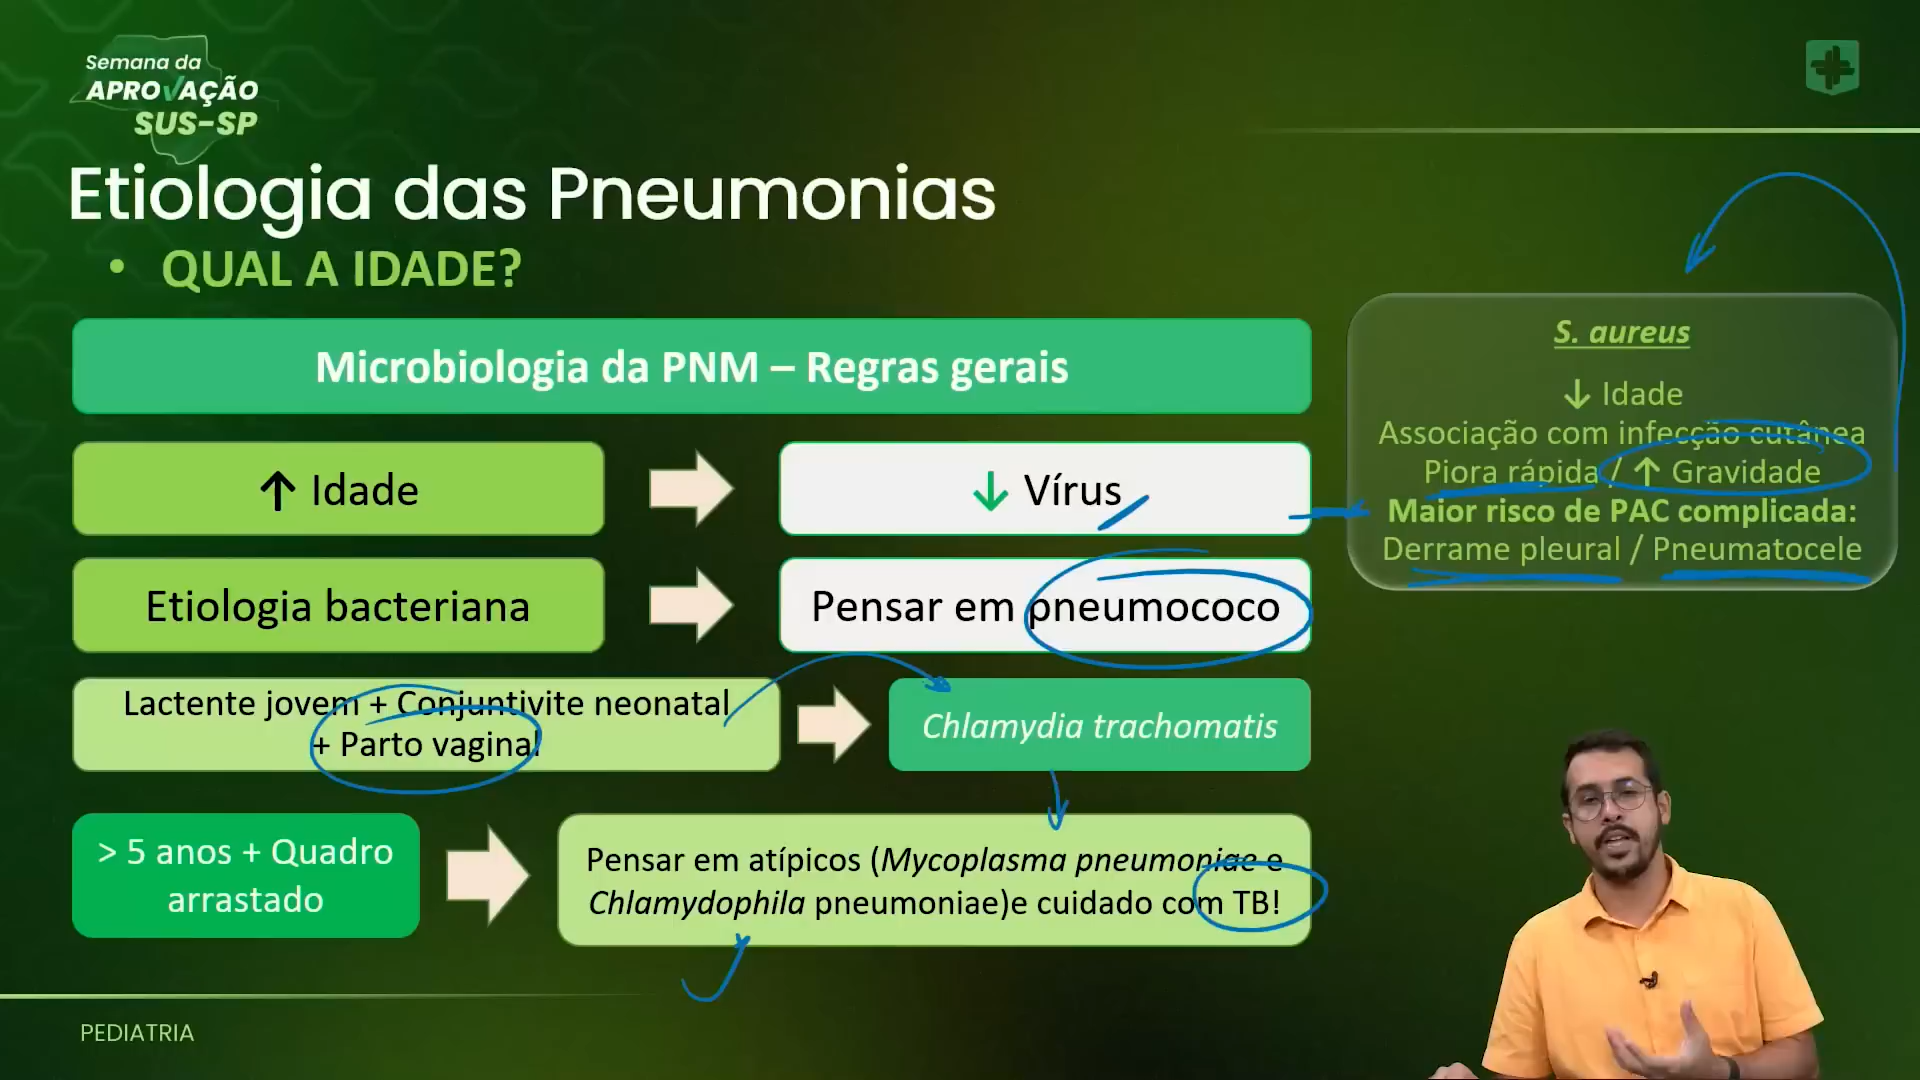 Semana da
APROVAÇÃO
SUS-SP
Etiologia das Pneumonias
• QUAL A IDADE?
Microbiologia da PNM – Regras gerais
↑ Idade
↓ Vírus
Etiologia bacteriana
Pensar em pneumococo
Lactente jovem + Conjuntivite neonatal
+ Parto vaginal
Chlamydia trachomatis
> 5 anos + Quadro
arrastado
Pensar em atípicos (Mycoplasma pneumoniae e
Chlamydophila pneumoniae)e cuidado com TB!
S. aureus
↓ Idade
Associação com infecção cutânea
Piora rápida / ↑ Gravidade
Maior risco de PAC complicada:
Derrame pleural / Pneumatocele
PEDIATRIA